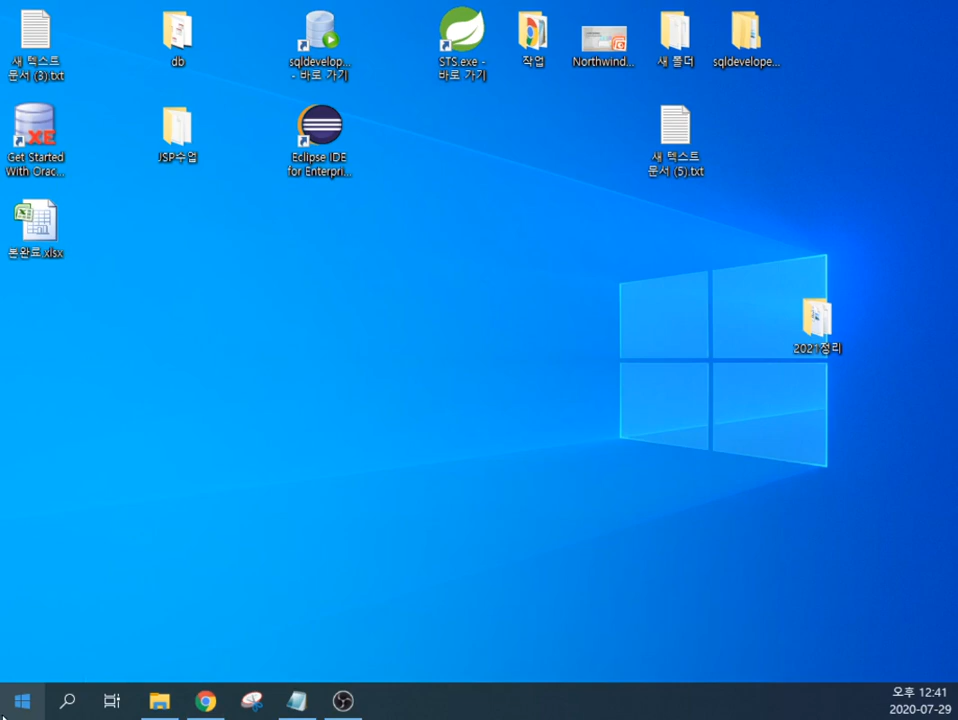 새 텍스트
문서 (3).txt
db
sqldevelop...
- 바로 가기
STS.exe -
바로 가기
작업
Northwind...
새 폴더
sqldevelope...
XE
Get Started
With Orac...
JSP수업
Eclipse IDE
for Enterpri...
새 텍스트
문서 (5).txt
본완료.xlsx
2021정리
오후 12:41
2020-07-29